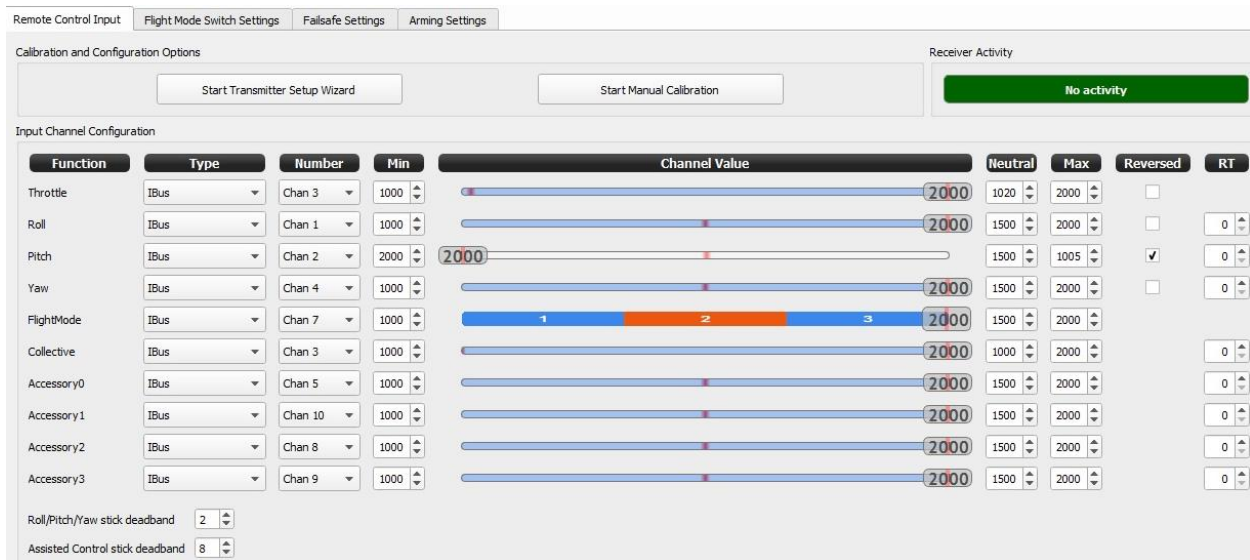 Remote Control Input Flight Mode Switch Settings Failsafe Settings Arming Settings
Calibration and Configuration Options Receiver Activity
Start Transmitter Setup Wizard Start Manual Calibration No activity
Input Channel Configuration
Function Type Number Min Channel Value Neutral Max Reversed RT
Throttle IBus Chan 3 1000 2000 1020 2000
Roll IBus Chan 1 1000 2000 1500 2000 0
Pitch IBus Chan 2 2000 2000 1500 1005 0
Yaw IBus Chan 4 1000 2000 1500 2000 0
FlightMode IBus Chan 7 1000 1 2 3 2000 1500 2000
Collective IBus Chan 3 1000 2000 1000 2000 0
Accessory0 IBus Chan 5 1000 2000 1500 2000 0
Accessory1 IBus Chan 10 1000 2000 1500 2000 0
Accessory2 IBus Chan 8 1000 2000 1500 2000 0
Accessory3 IBus Chan 9 1000 2000 1500 2000 0
Roll/Pitch/Yaw stick deadband 2
Assisted Control stick deadband 8